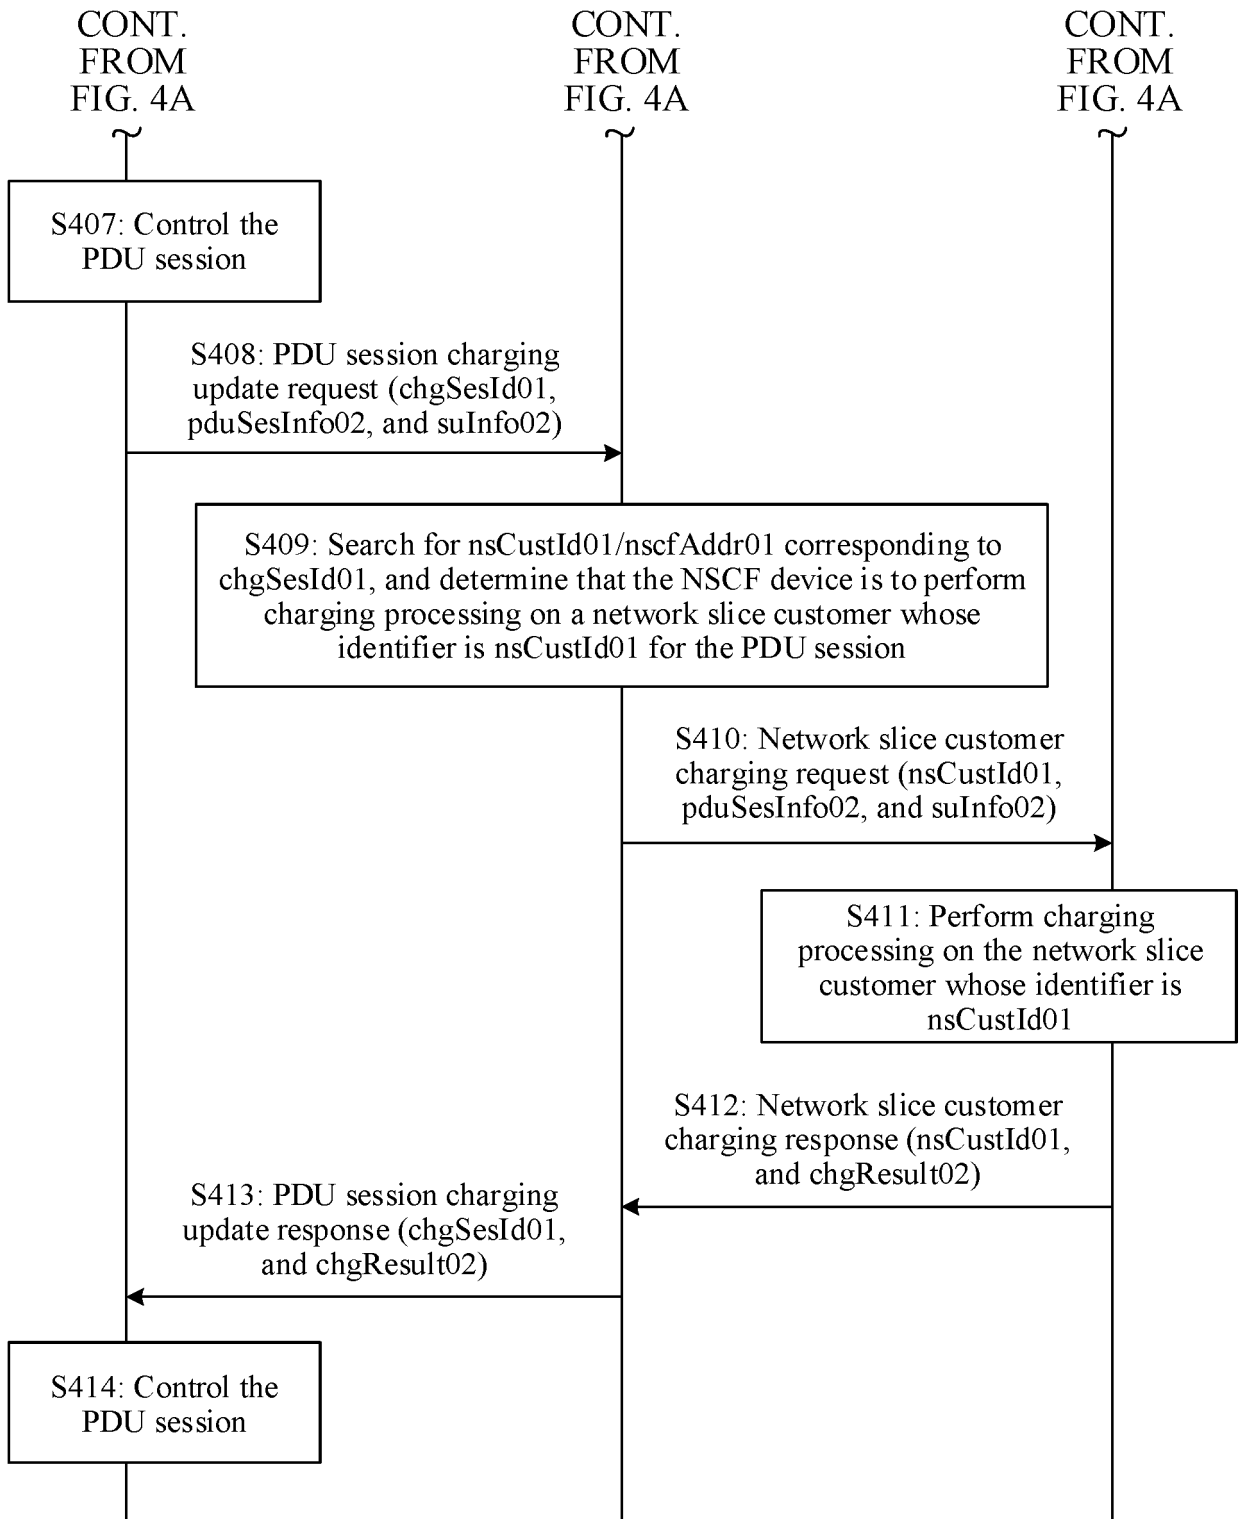 CONT.
FROM
FIG. 4A
CONT.
FROM
FIG. 4A
CONT.
FROM
FIG. 4A
S407: Control the
PDU session
S408: PDU session charging
update request (chgSesId01,
pduSesInfo02, and suInfo02)
S409: Search for nsCustId01/nscfAddr01 corresponding to
chgSesId01, and determine that the NSCF device is to perform
charging processing on a network slice customer whose
identifier is nsCustId01 for the PDU session
S410: Network slice customer
charging request (nsCustId01,
pduSesInfo02, and suInfo02)
S411: Perform charging
processing on the network slice
customer whose identifier is
nsCustId01
S412: Network slice customer
charging response (nsCustId01,
and chgResult02)
S413: PDU session charging
update response (chgSesId01,
and chgResult02)
S414: Control the
PDU session